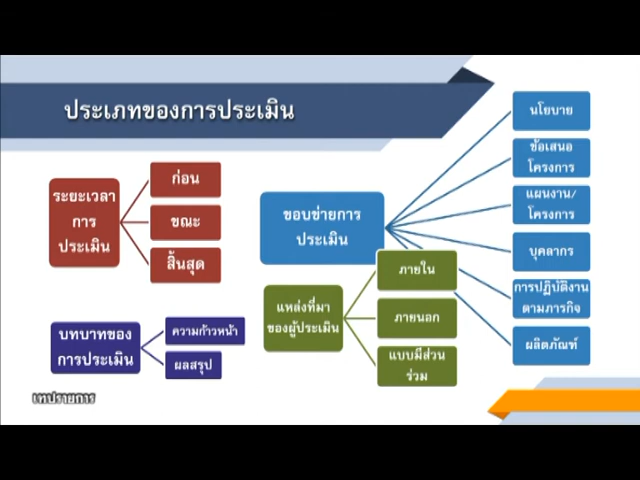 ประเภทของการประเมิน
ระยะเวลา
การ
ประเมิน
ก่อน
ขณะ
สิ้นสุด
บทบาทของ
การประเมิน
ความก้าวหน้า
ผลสรุป
ขอบข่ายการ
ประเมิน
นโยบาย
ข้อเสนอ
โครงการ
แผนงาน/
โครงการ
บุคลากร
การปฏิบัติงาน
ตามภารกิจ
ผลิตภัณฑ์
แหล่งที่มา
ของผู้ประเมิน
ภายใน
ภายนอก
แบบมีส่วน
ร่วม
เทปรายการ